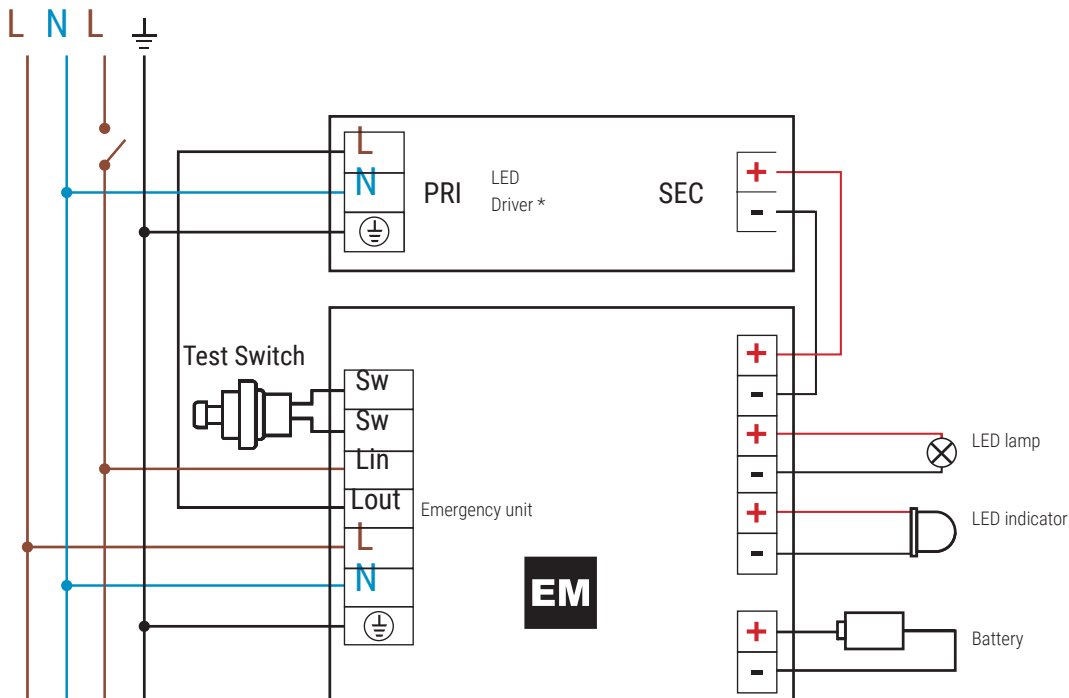 L N L
L
N
PRI
LED
Driver *
SEC
+
-
Test Switch
Sw
Sw
Lin
Lout
L
N
Emergency unit
EM
+
-
+
-
LED lamp
+
-
LED indicator
+
-
Battery